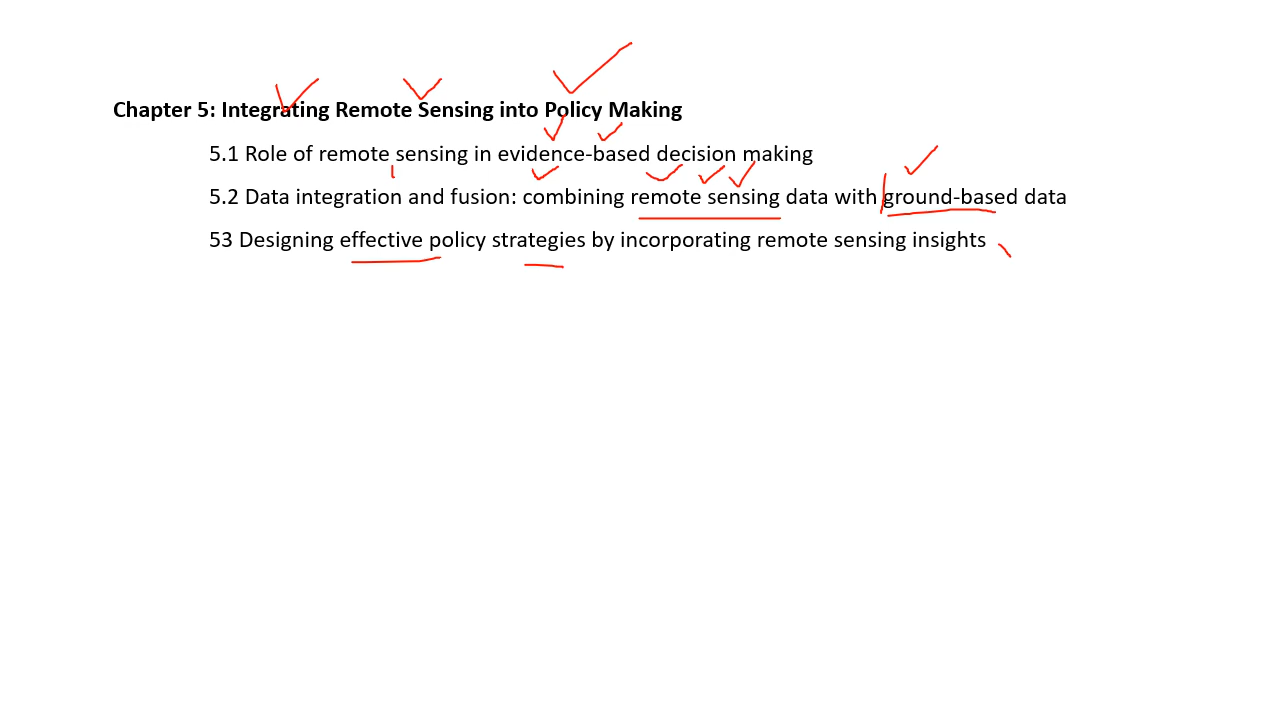 Chapter 5: Integrating Remote Sensing into Policy Making
5.1 Role of remote sensing in evidence-based decision making
5.2 Data integration and fusion: combining remote sensing data with ground-based data
53 Designing effective policy strategies by incorporating remote sensing insights